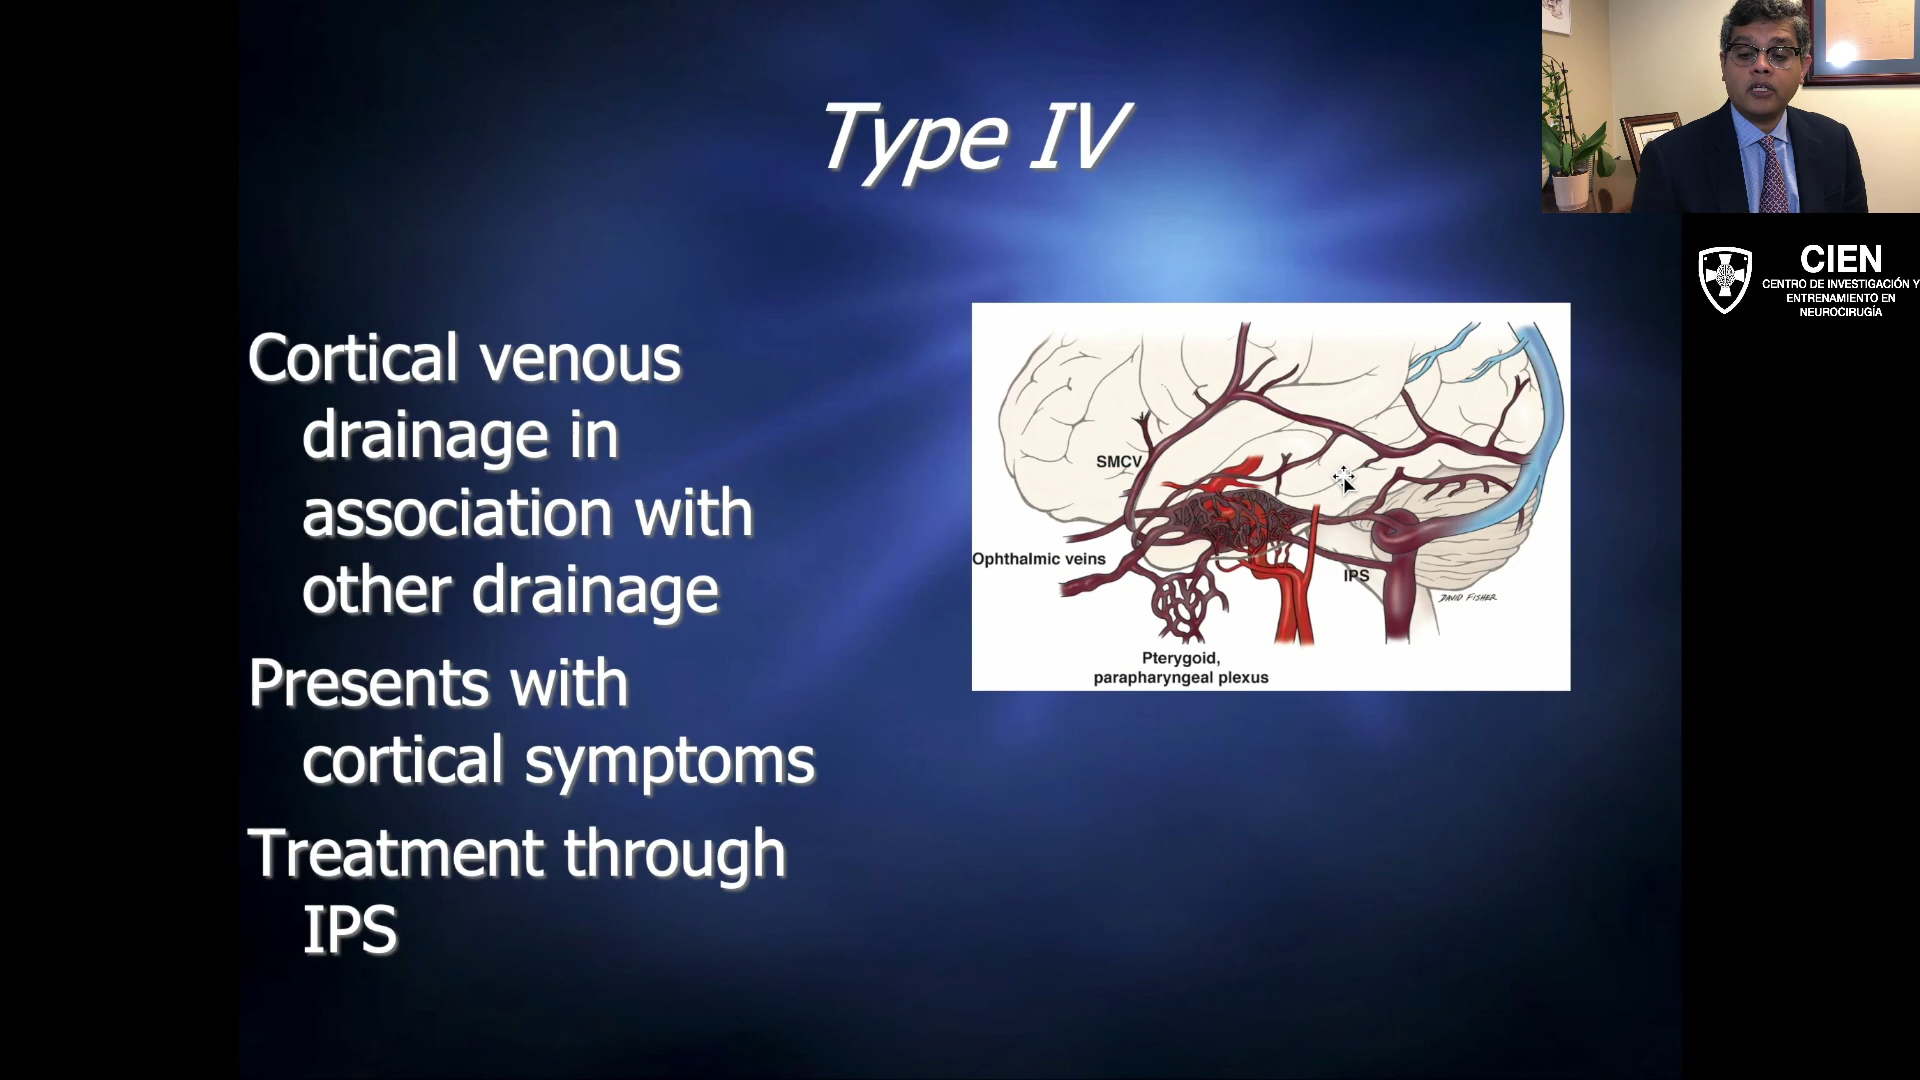 Type IV
CIEN
CENTRO DE INVESTIGACIÓN Y
ENTRENAMIENTO EN
NEUROCIRUGÍA
Cortical venous
drainage in
association with
other drainage
Presents with
cortical symptoms
Treatment through
IPS
SMCV
Ophthalmic veins
IPS
DAVID FISHER
Pterygoid,
parapharyngeal plexus